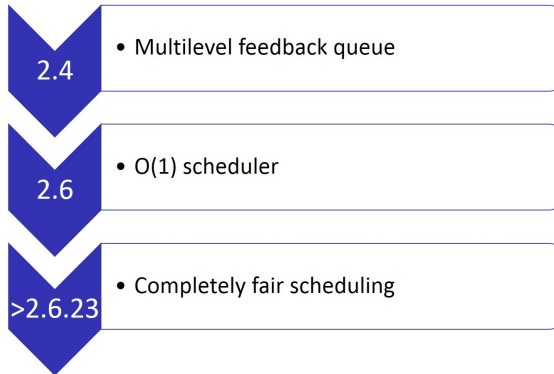 2.4
• Multilevel feedback queue
2.6
• O(1) scheduler
>2.6.23
• Completely fair scheduling